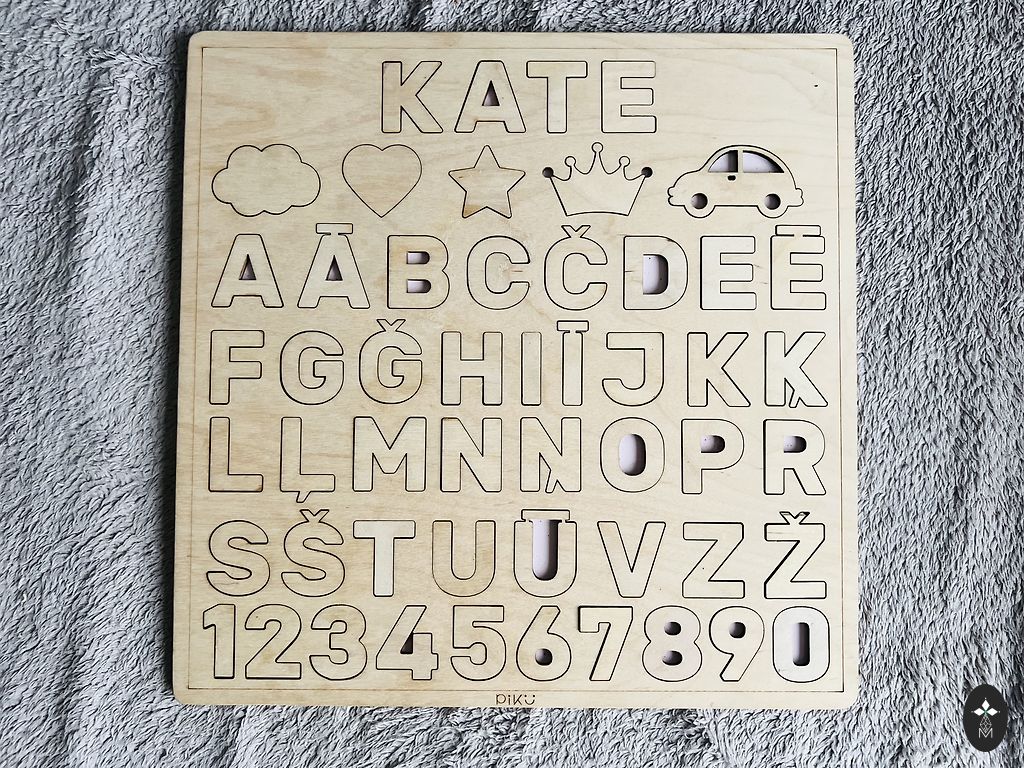 KATE
AĀBCČDEĒ
FGĢHIĪJKĶ
LĻMNŅOPR
SŠTUŪVZŽ
1234567890
PIKU
M